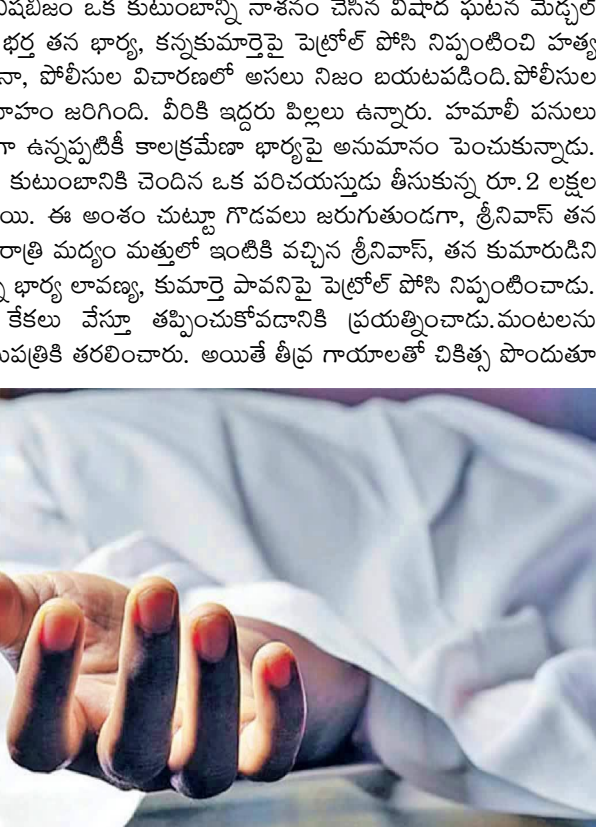 ఒక కుటుంబాన్ని నాశనం చేసిన విషాద ఘటన మేడ్చల్
భర్త తన భార్య, కన్నకుమార్తెపై పెట్రోల్ పోసి నిప్పంటించి హత్య
పోలీసుల విచారణలో అసలు నిజం బయటపడింది.పోలీసుల
జరిగింది. వీరికి ఇద్దరు పిల్లలు ఉన్నారు. హమాలీ పనులు
ఉన్నప్పటికీ కాలక్రమేణా భార్యపై అనుమానం పెంచుకున్నాడు.
కుటుంబానికి చెందిన ఒక పరిచయస్తుడు తీసుకున్న రూ.2 లక్షల
ఈ అంశం చుట్టూ గొడవలు జరుగుతుండగా, శ్రీనివాస్ తన
రాత్రి మద్యం మత్తులో ఇంటికి వచ్చిన శ్రీనివాస్, తన కుమారుడిని
భార్య లావణ్య, కుమార్తె పావనిపై పెట్రోల్ పోసి నిప్పంటించాడు.
కేకలు వేస్తూ తప్పించుకోవడానికి ప్రయత్నించాడు.మంటలను
తరలించారు. అయితే తీవ్ర గాయాలతో చికిత్స పొందుతూ